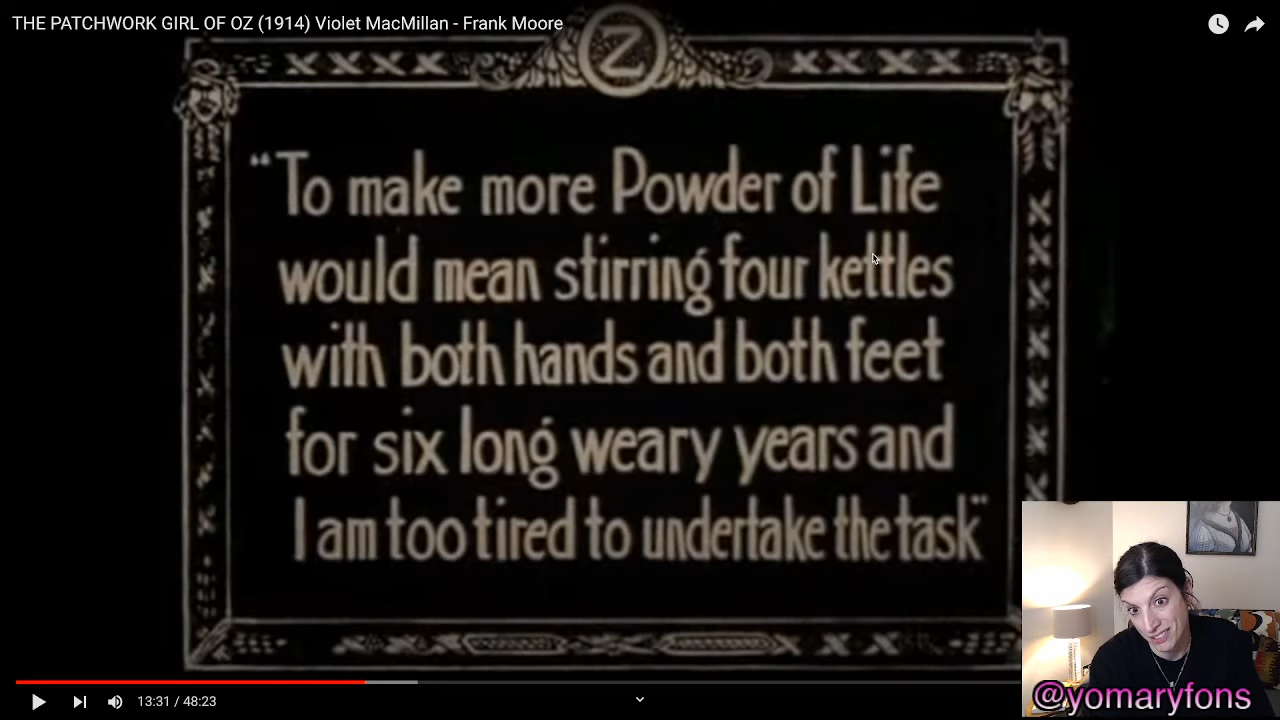 THE PATCHWORK GIRL OF OZ (1914) Violet MacMillan - Frank Moore
Z
"To make more Powder of Life
would mean stirring four kettles
with both hands and both feet
for six long weary years and
I am too tired to undertake the task"
13:31 / 48:23
@yomaryfons